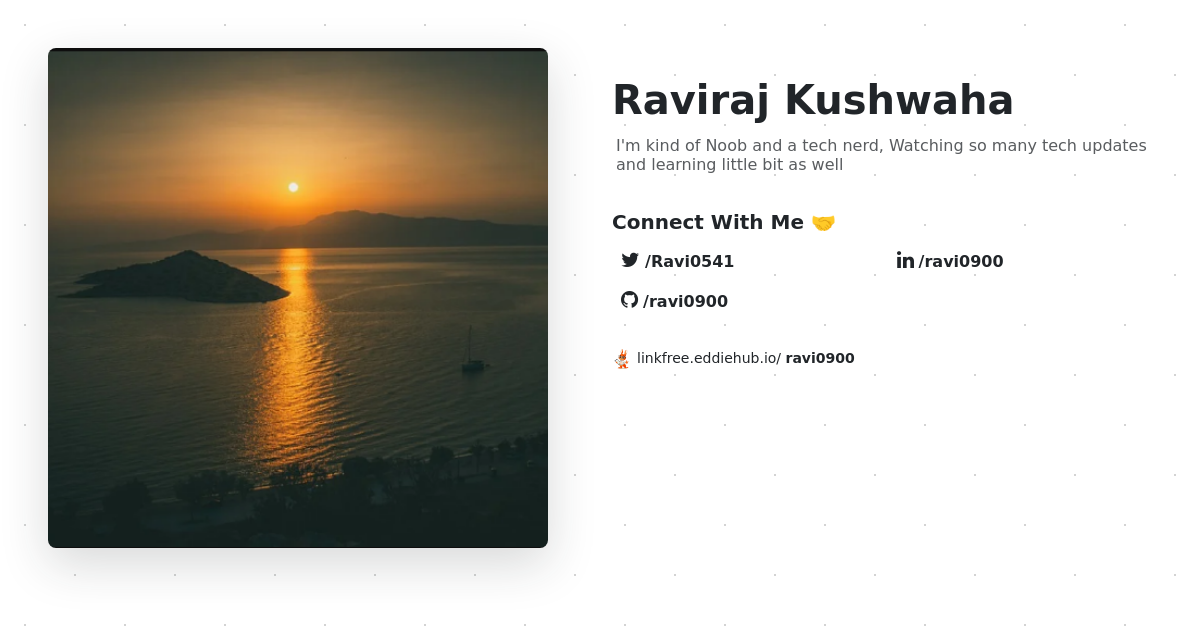 Raviraj Kushwaha
I'm kind of Noob and a tech nerd, Watching so many tech updates
and learning little bit as well
Connect With Me 🤝
/Ravi0541
/ravi0900
/ravi0900
linkfree.eddiehub.io/ ravi0900